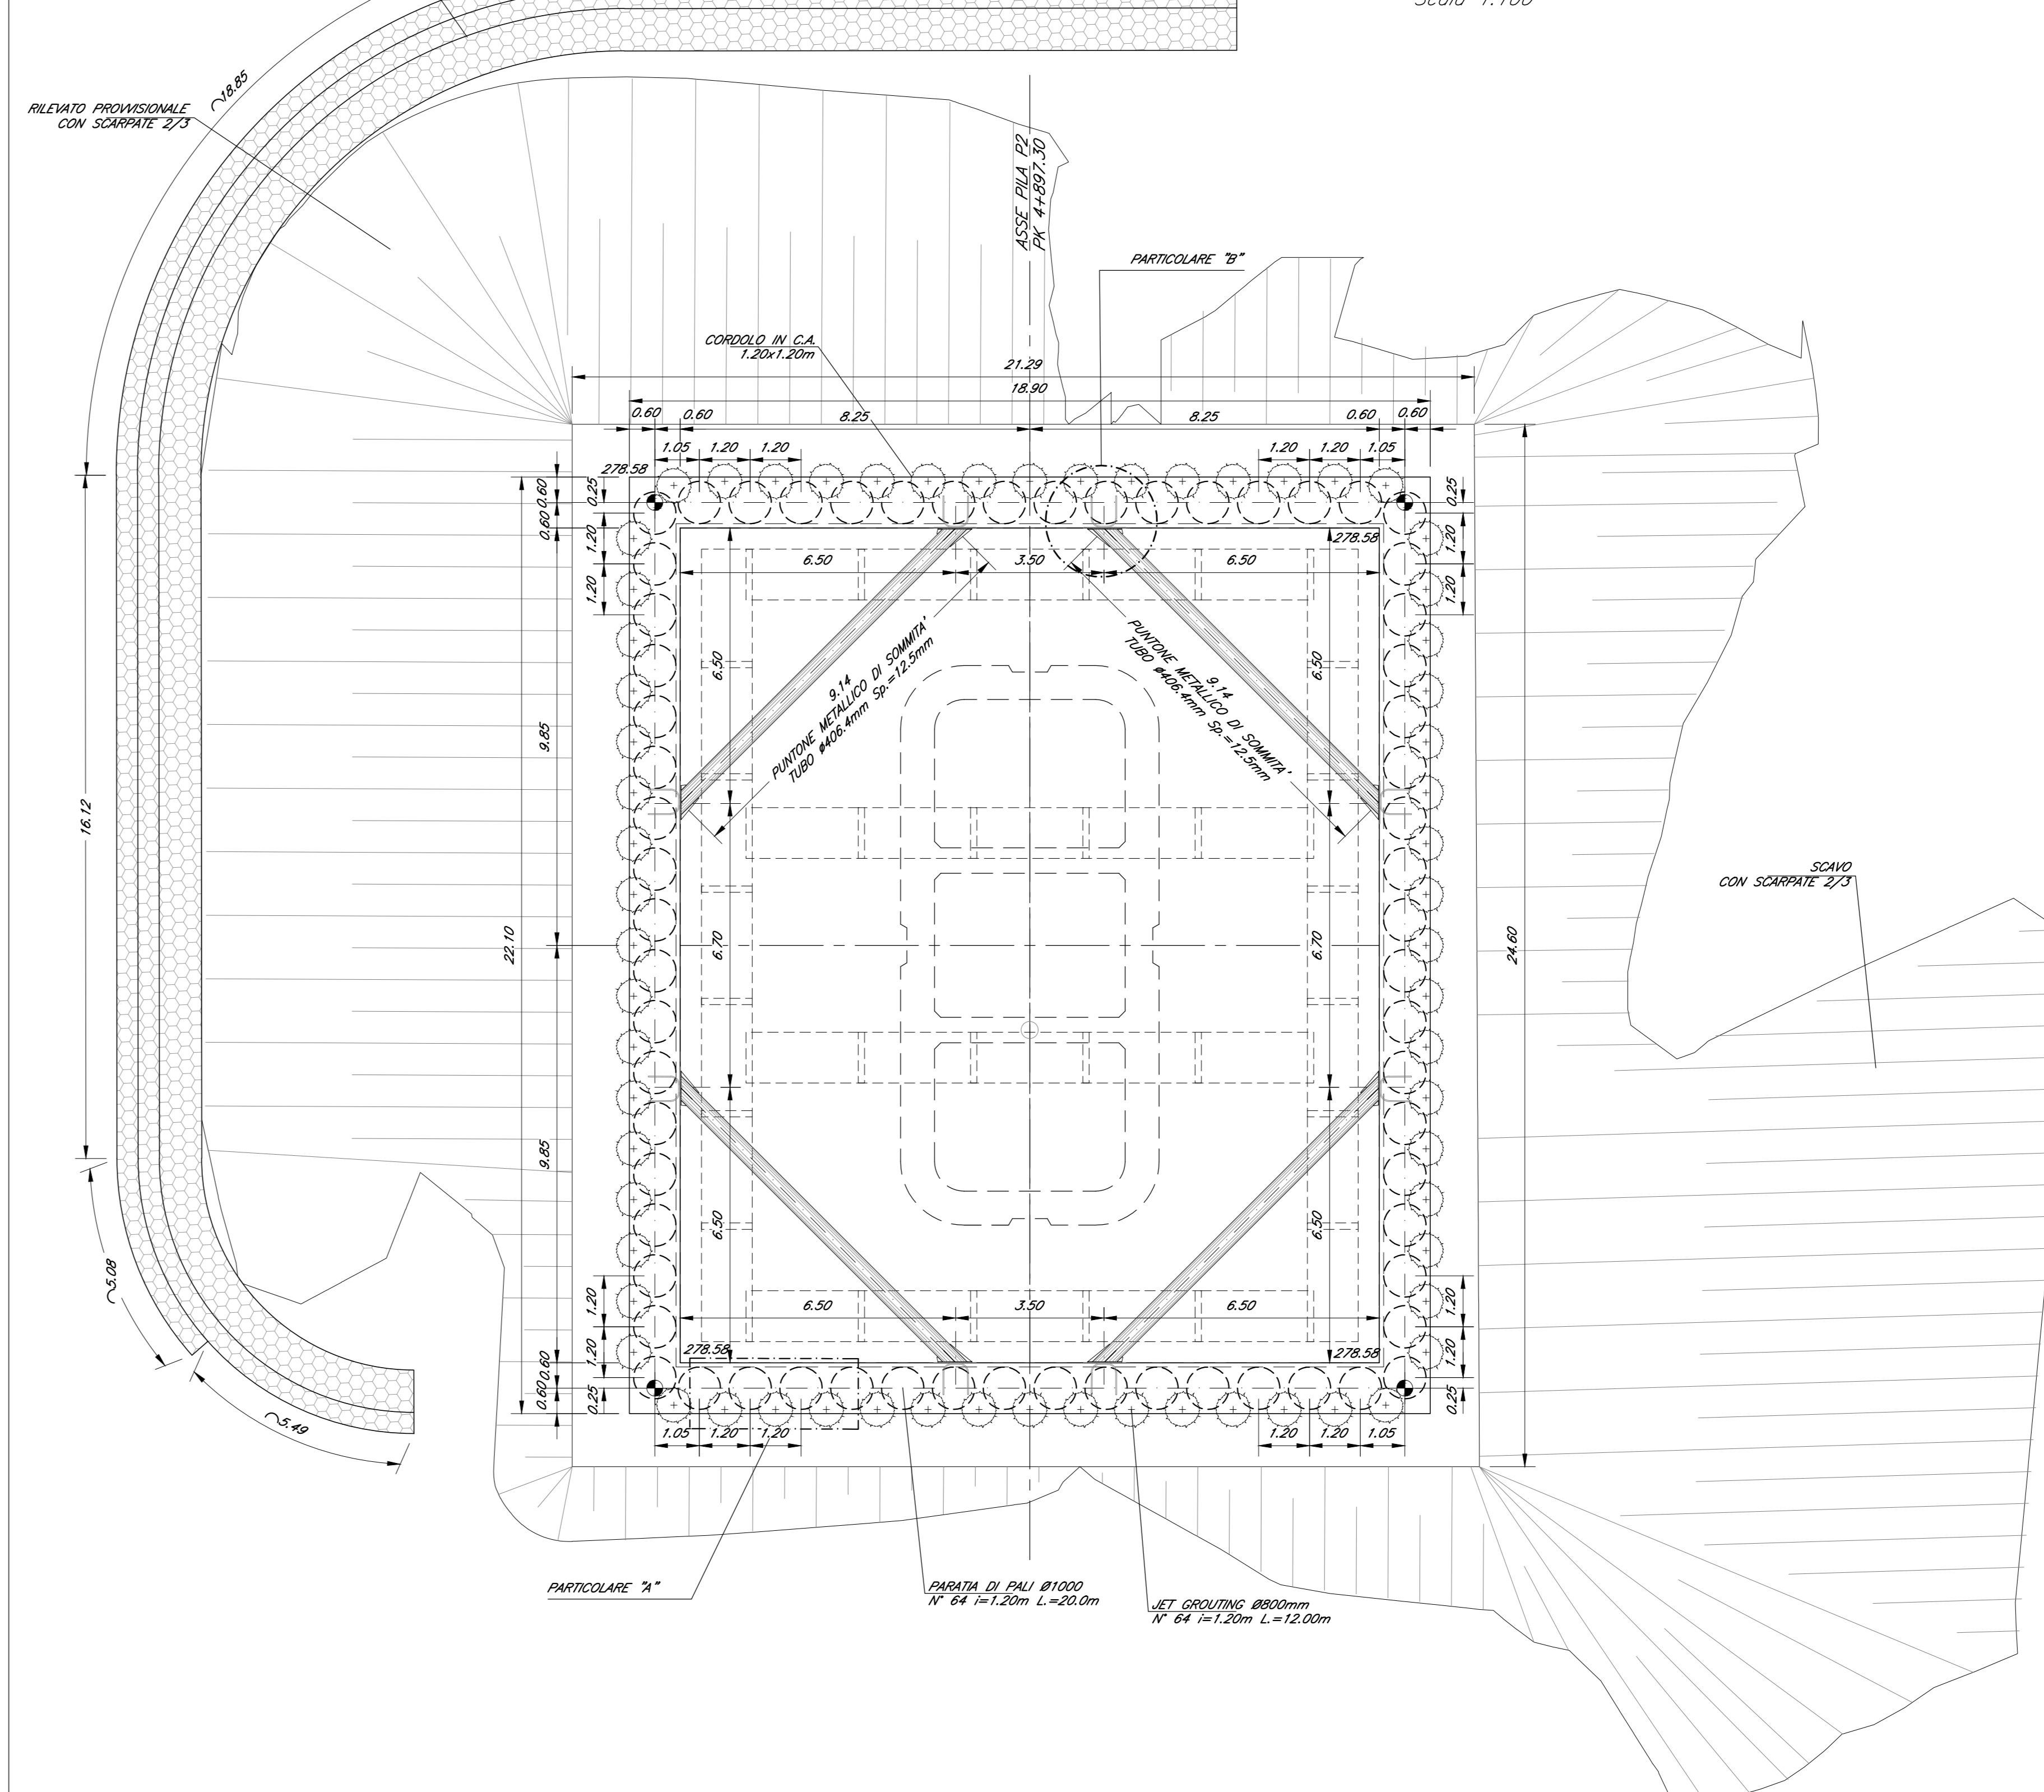 Scala 1:100
18.85
RILEVATO PROVVISIONALE
CON SCARPATE 2/3
ASSE PILA P2
PK 4+897.30
PARTICOLARE "B"
CORDOLO IN C.A.
1.20x1.20m
21.29
18.90
0.60 0.60 8.25 8.25 0.60 0.60
1.05 1.20 1.20 1.20 1.20 1.05
278.58
0.60
0.60
0.25
1.20
1.20
0.25
1.20
1.20
278.58
6.50 3.50 6.50
9.14
PUNTONE METALLICO DI SOMMITA'
TUBO ø406.4mm Sp.=12.5mm
9.14
PUNTONE METALLICO DI SOMMITA'
TUBO ø406.4mm Sp.=12.5mm
6.50
6.50
9.85
16.12
22.10
6.70
6.70
24.60
SCAVO
CON SCARPATE 2/3
9.85
6.50
6.50
5.08
5.49
6.50 3.50 6.50
1.20
1.20
0.25
0.60
0.60
1.20
1.20
0.25
278.58
278.58
1.05 1.20 1.20 1.20 1.20 1.05
PARTICOLARE "A"
PARATIA DI PALI Ø1000
N° 64 i=1.20m L.=20.0m
JET GROUTING Ø800mm
N° 64 i=1.20m L.=12.00m